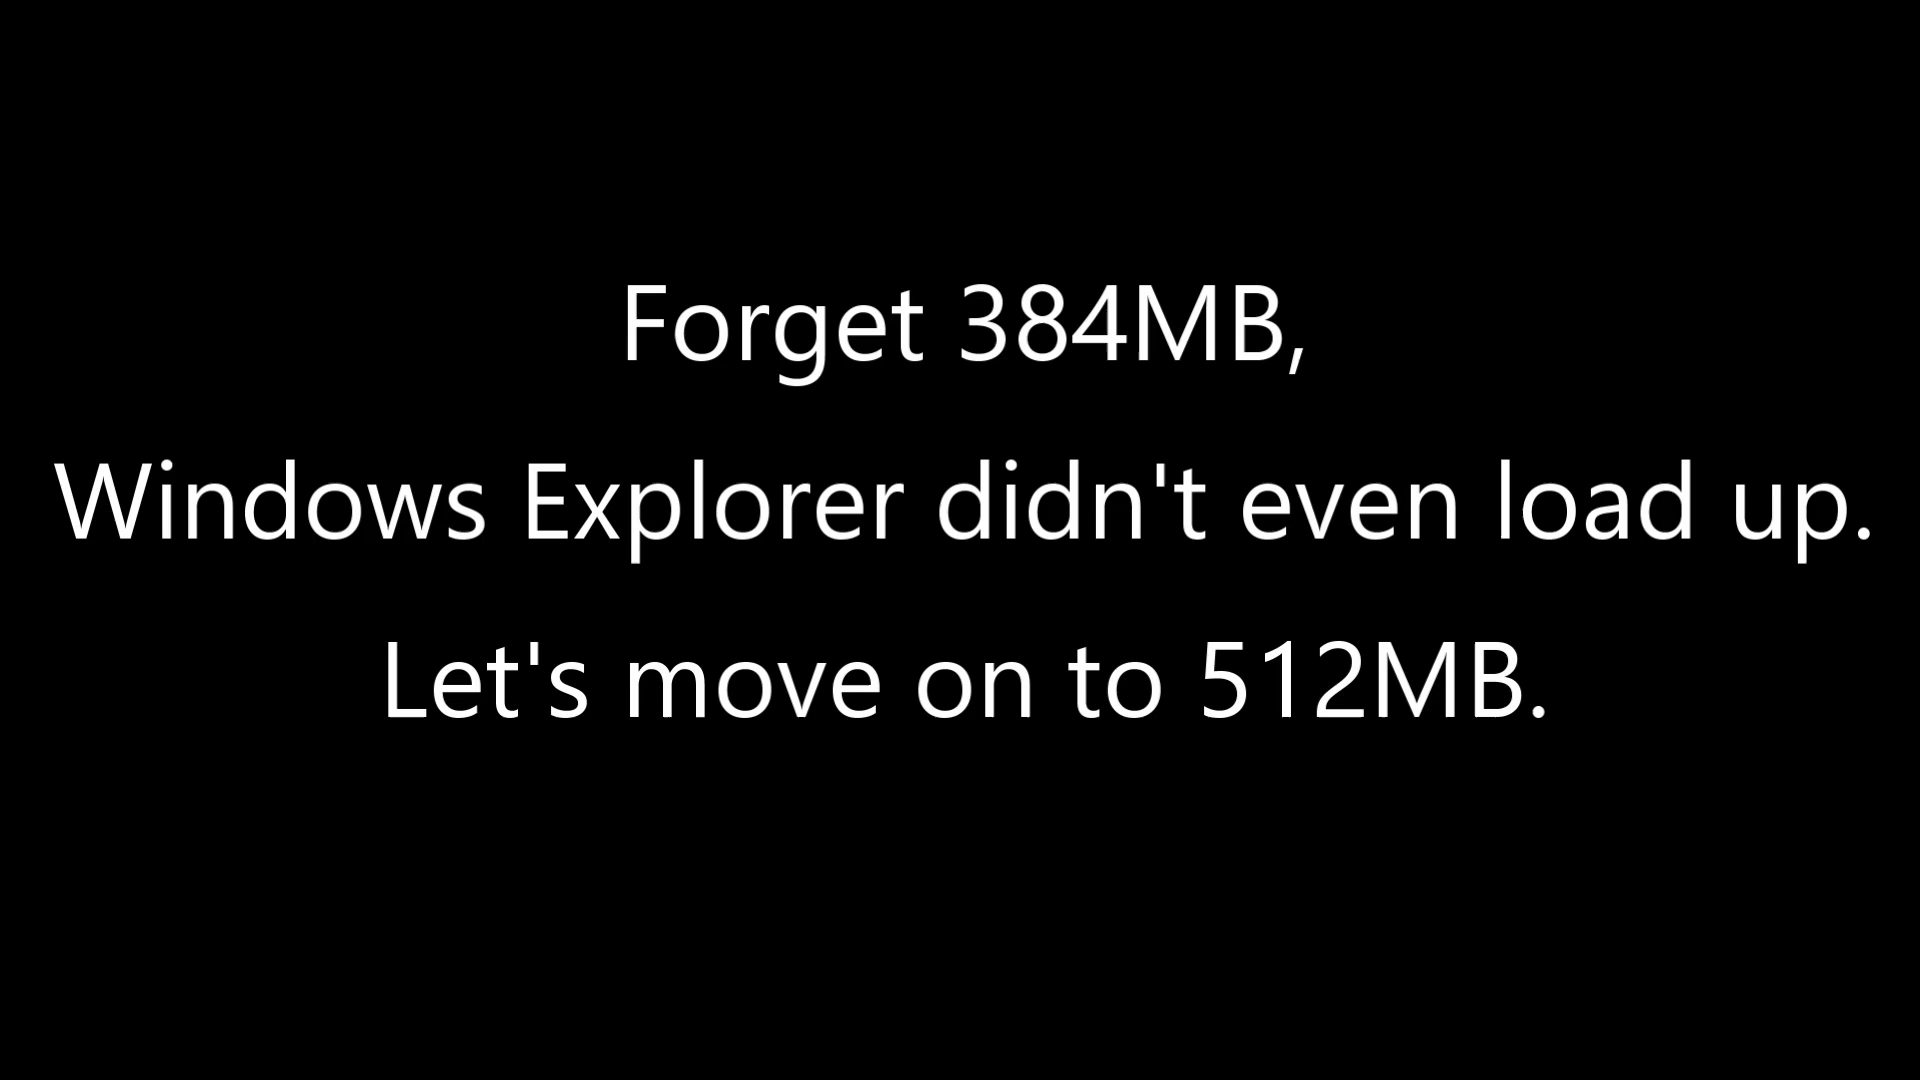 Forget 384MB,
Windows Explorer didn't even load up.
Let's move on to 512MB.